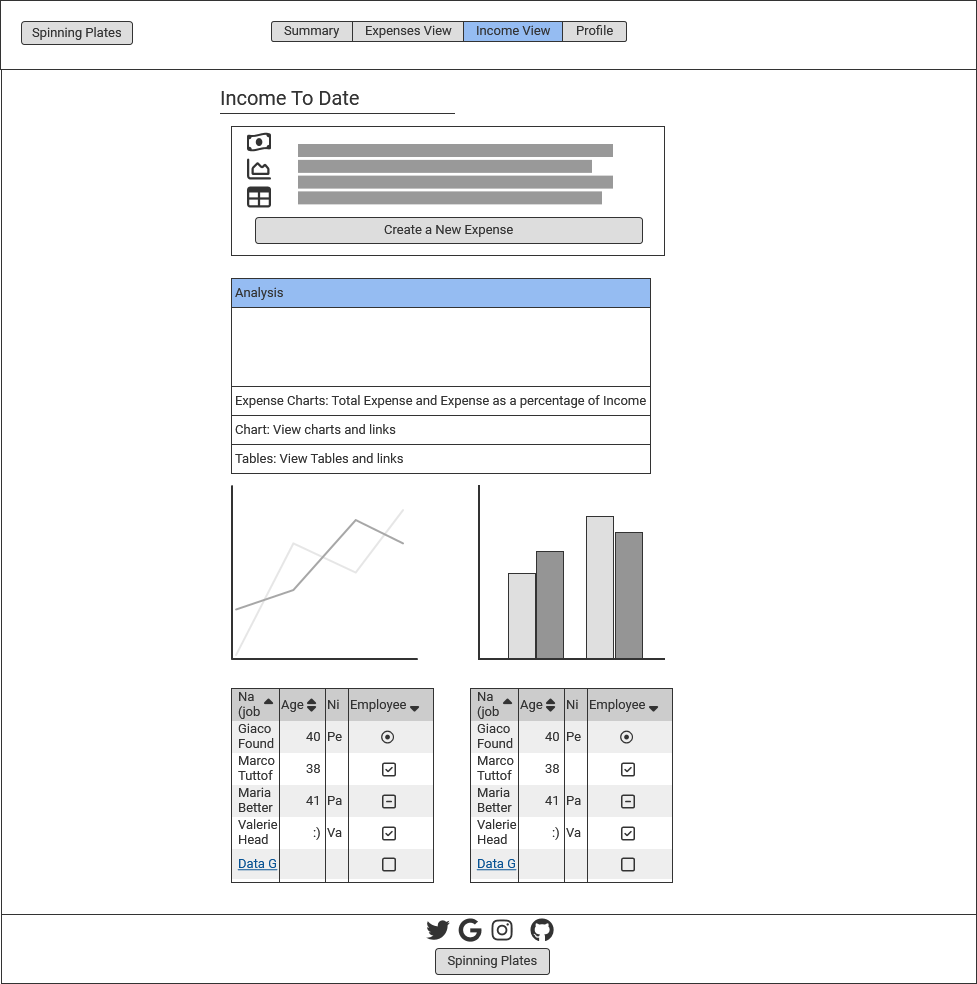 Spinning Plates
Summary
Expenses View
Income View
Profile
Income To Date
Create a New Expense
Analysis
Expense Charts: Total Expense and Expense as a percentage of Income
Chart: View charts and links
Tables: View Tables and links
Na
(job
Age
Ni
Employee
Giaco
Found
40
Pe
Marco
Tuttof
38
Maria
Better
41
Pa
Valerie
Head
:)
Va
Data G
Na
(job
Age
Ni
Employee
Giaco
Found
40
Pe
Marco
Tuttof
38
Maria
Better
41
Pa
Valerie
Head
:)
Va
Data G
Spinning Plates